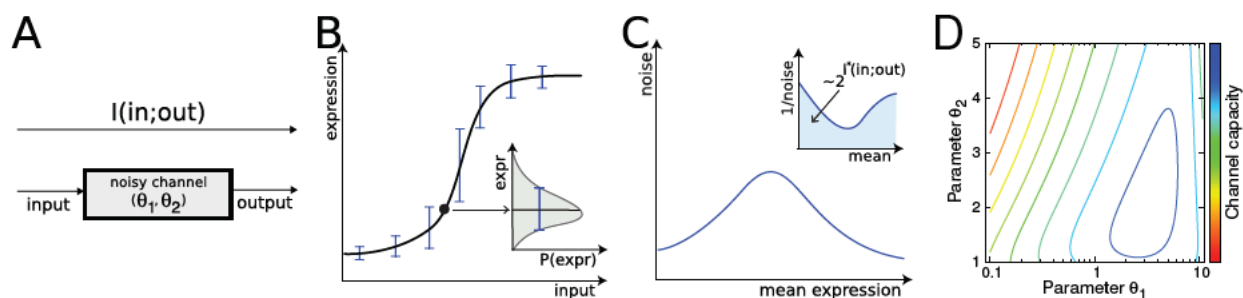 A
I(in;out)
input
noisy channel
(θ1,θ2)
output
B
expression
input
expr
P(expr)
C
noise
mean expression
1/noise
~2^I*(in;out)
mean
D
Parameter θ2
5
4
3
2
1
0.1
1
10
Parameter θ1
Channel capacity